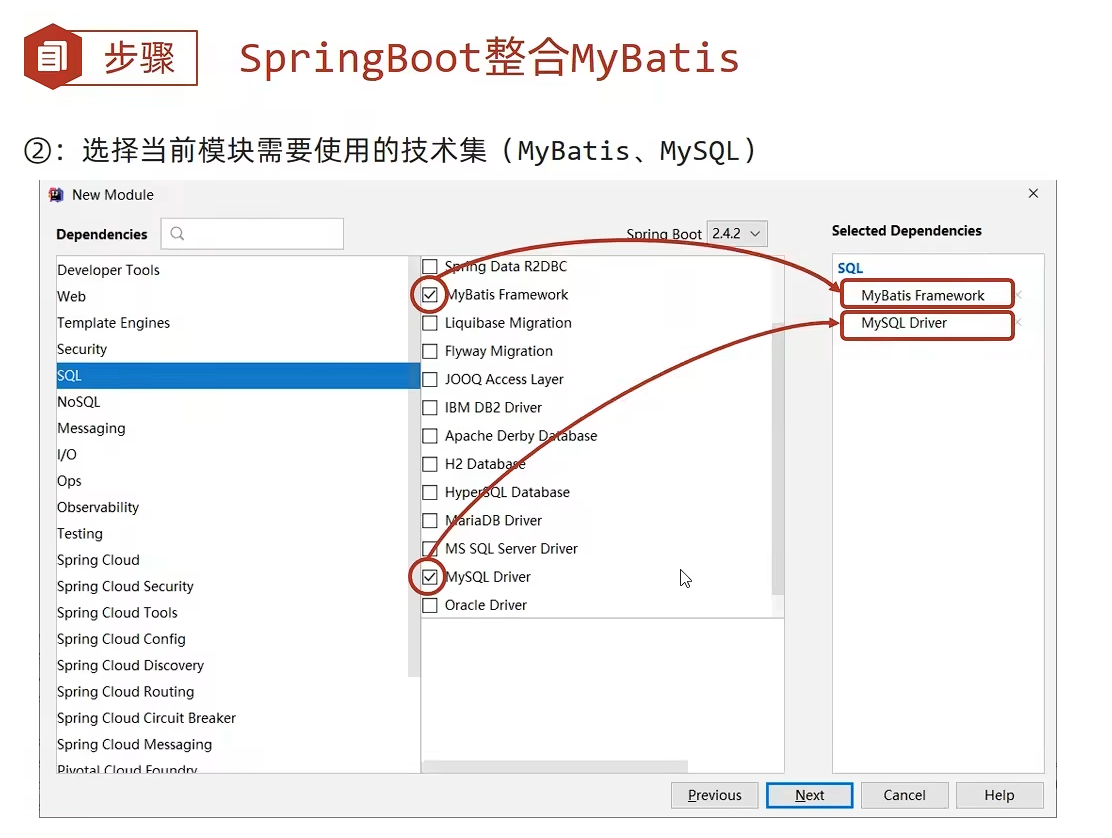 步骤
SpringBoot整合MyBatis
②：选择当前模块需要使用的技术集（MyBatis、MySQL）
New Module
Dependencies
Spring Boot 2.4.2
Selected Dependencies
Developer Tools
Web
Template Engines
Security
SQL
NoSQL
Messaging
I/O
Ops
Observability
Testing
Spring Cloud
Spring Cloud Security
Spring Cloud Tools
Spring Cloud Config
Spring Cloud Discovery
Spring Cloud Routing
Spring Cloud Circuit Breaker
Spring Cloud Messaging
Pivotal Cloud Foundry
Spring Data R2DBC
MyBatis Framework
Liquibase Migration
Flyway Migration
JOOQ Access Layer
IBM DB2 Driver
Apache Derby Database
H2 Database
HyperSQL Database
MariaDB Driver
MS SQL Server Driver
MySQL Driver
Oracle Driver
SQL
MyBatis Framework
MySQL Driver
Previous
Next
Cancel
Help